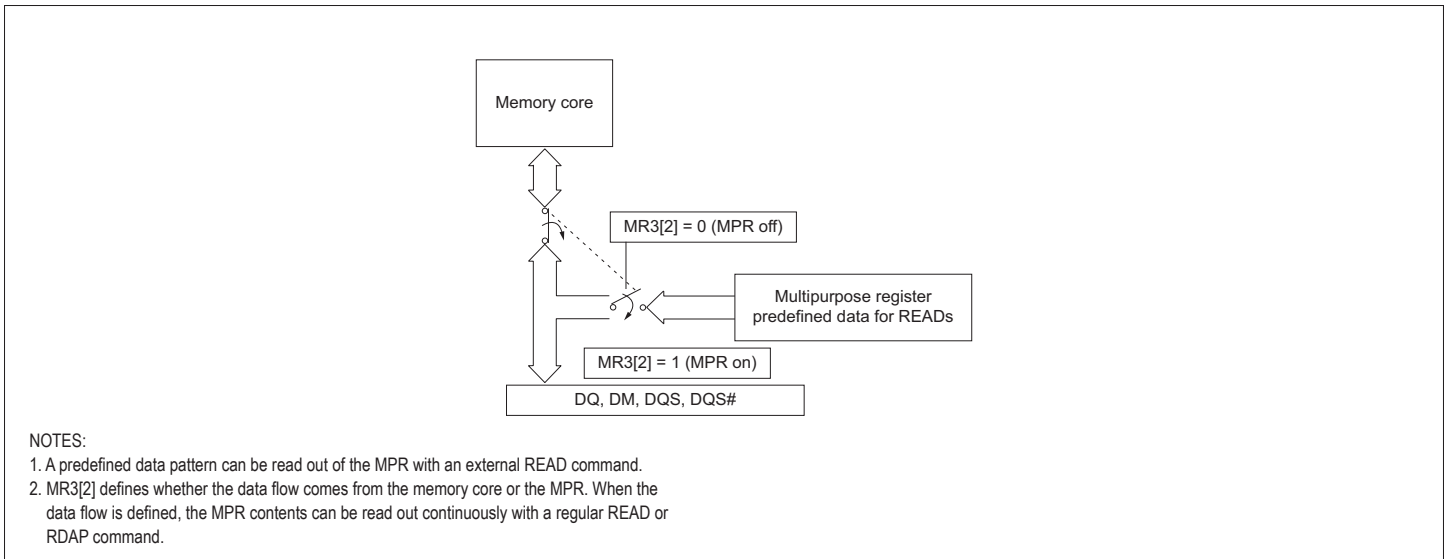 Memory core
MR3[2] = 0 (MPR off)
Multipurpose register
predefined data for READs
MR3[2] = 1 (MPR on)
DQ, DM, DQS, DQS#
NOTES:
1. A predefined data pattern can be read out of the MPR with an external READ command.
2. MR3[2] defines whether the data flow comes from the memory core or the MPR. When the
data flow is defined, the MPR contents can be read out continuously with a regular READ or
RDAP command.